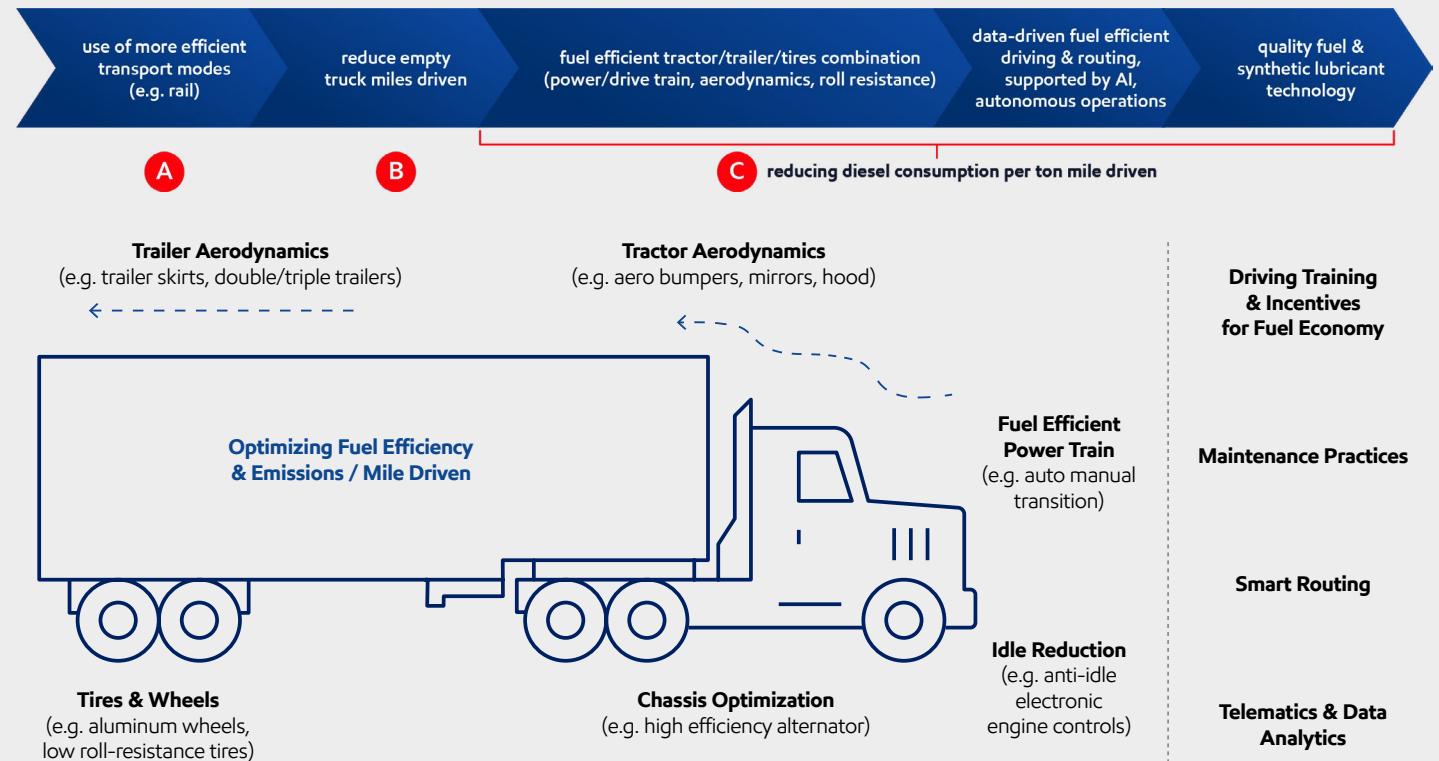 use of more efficient
transport modes
(e.g. rail)
reduce empty
truck miles driven
fuel efficient tractor/trailer/tires combination
(power/drive train, aerodynamics, roll resistance)
data-driven fuel efficient
driving & routing,
supported by AI,
autonomous operations
quality fuel &
synthetic lubricant
technology
A
B
C
reducing diesel consumption per ton mile driven
Trailer Aerodynamics
(e.g. trailer skirts, double/triple trailers)
Tractor Aerodynamics
(e.g. aero bumpers, mirrors, hood)
Optimizing Fuel Efficiency
& Emissions / Mile Driven
Fuel Efficient
Power Train
(e.g. auto manual
transition)
Idle Reduction
(e.g. anti-idle
electronic
engine controls)
Tires & Wheels
(e.g. aluminum wheels,
low roll-resistance tires)
Chassis Optimization
(e.g. high efficiency alternator)
Driving Training
& Incentives
for Fuel Economy
Maintenance Practices
Smart Routing
Telematics & Data
Analytics